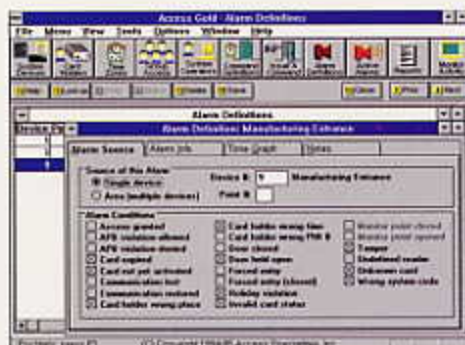 Access Gold - Alarm Definitions
File Menu View Tools Options Window Help
Reports
Alarm Definitions
Device Po
Alarm Definition: Manufacturing Entrance
Alarm Source Alarm Info Time Graph Notes
Source of this Alarm
Single device
Area (multiple devices)
Device #: 9 Manufacturing Entrance
Point #:
Alarm Conditions
Access granted
APB violation allowed
APB violation denied
Card expired
Card not yet activated
Communication lost
Communication restored
Card holder wrong place
Card holder wrong time
Card holder wrong PIN #
Door closed
Door held open
Forced entry
Forced entry (closed)
Holiday violation
Invalid card status
Monitor point closed
Monitor point opened
Tamper
Undefined reader
Unknown card
Wrong system code